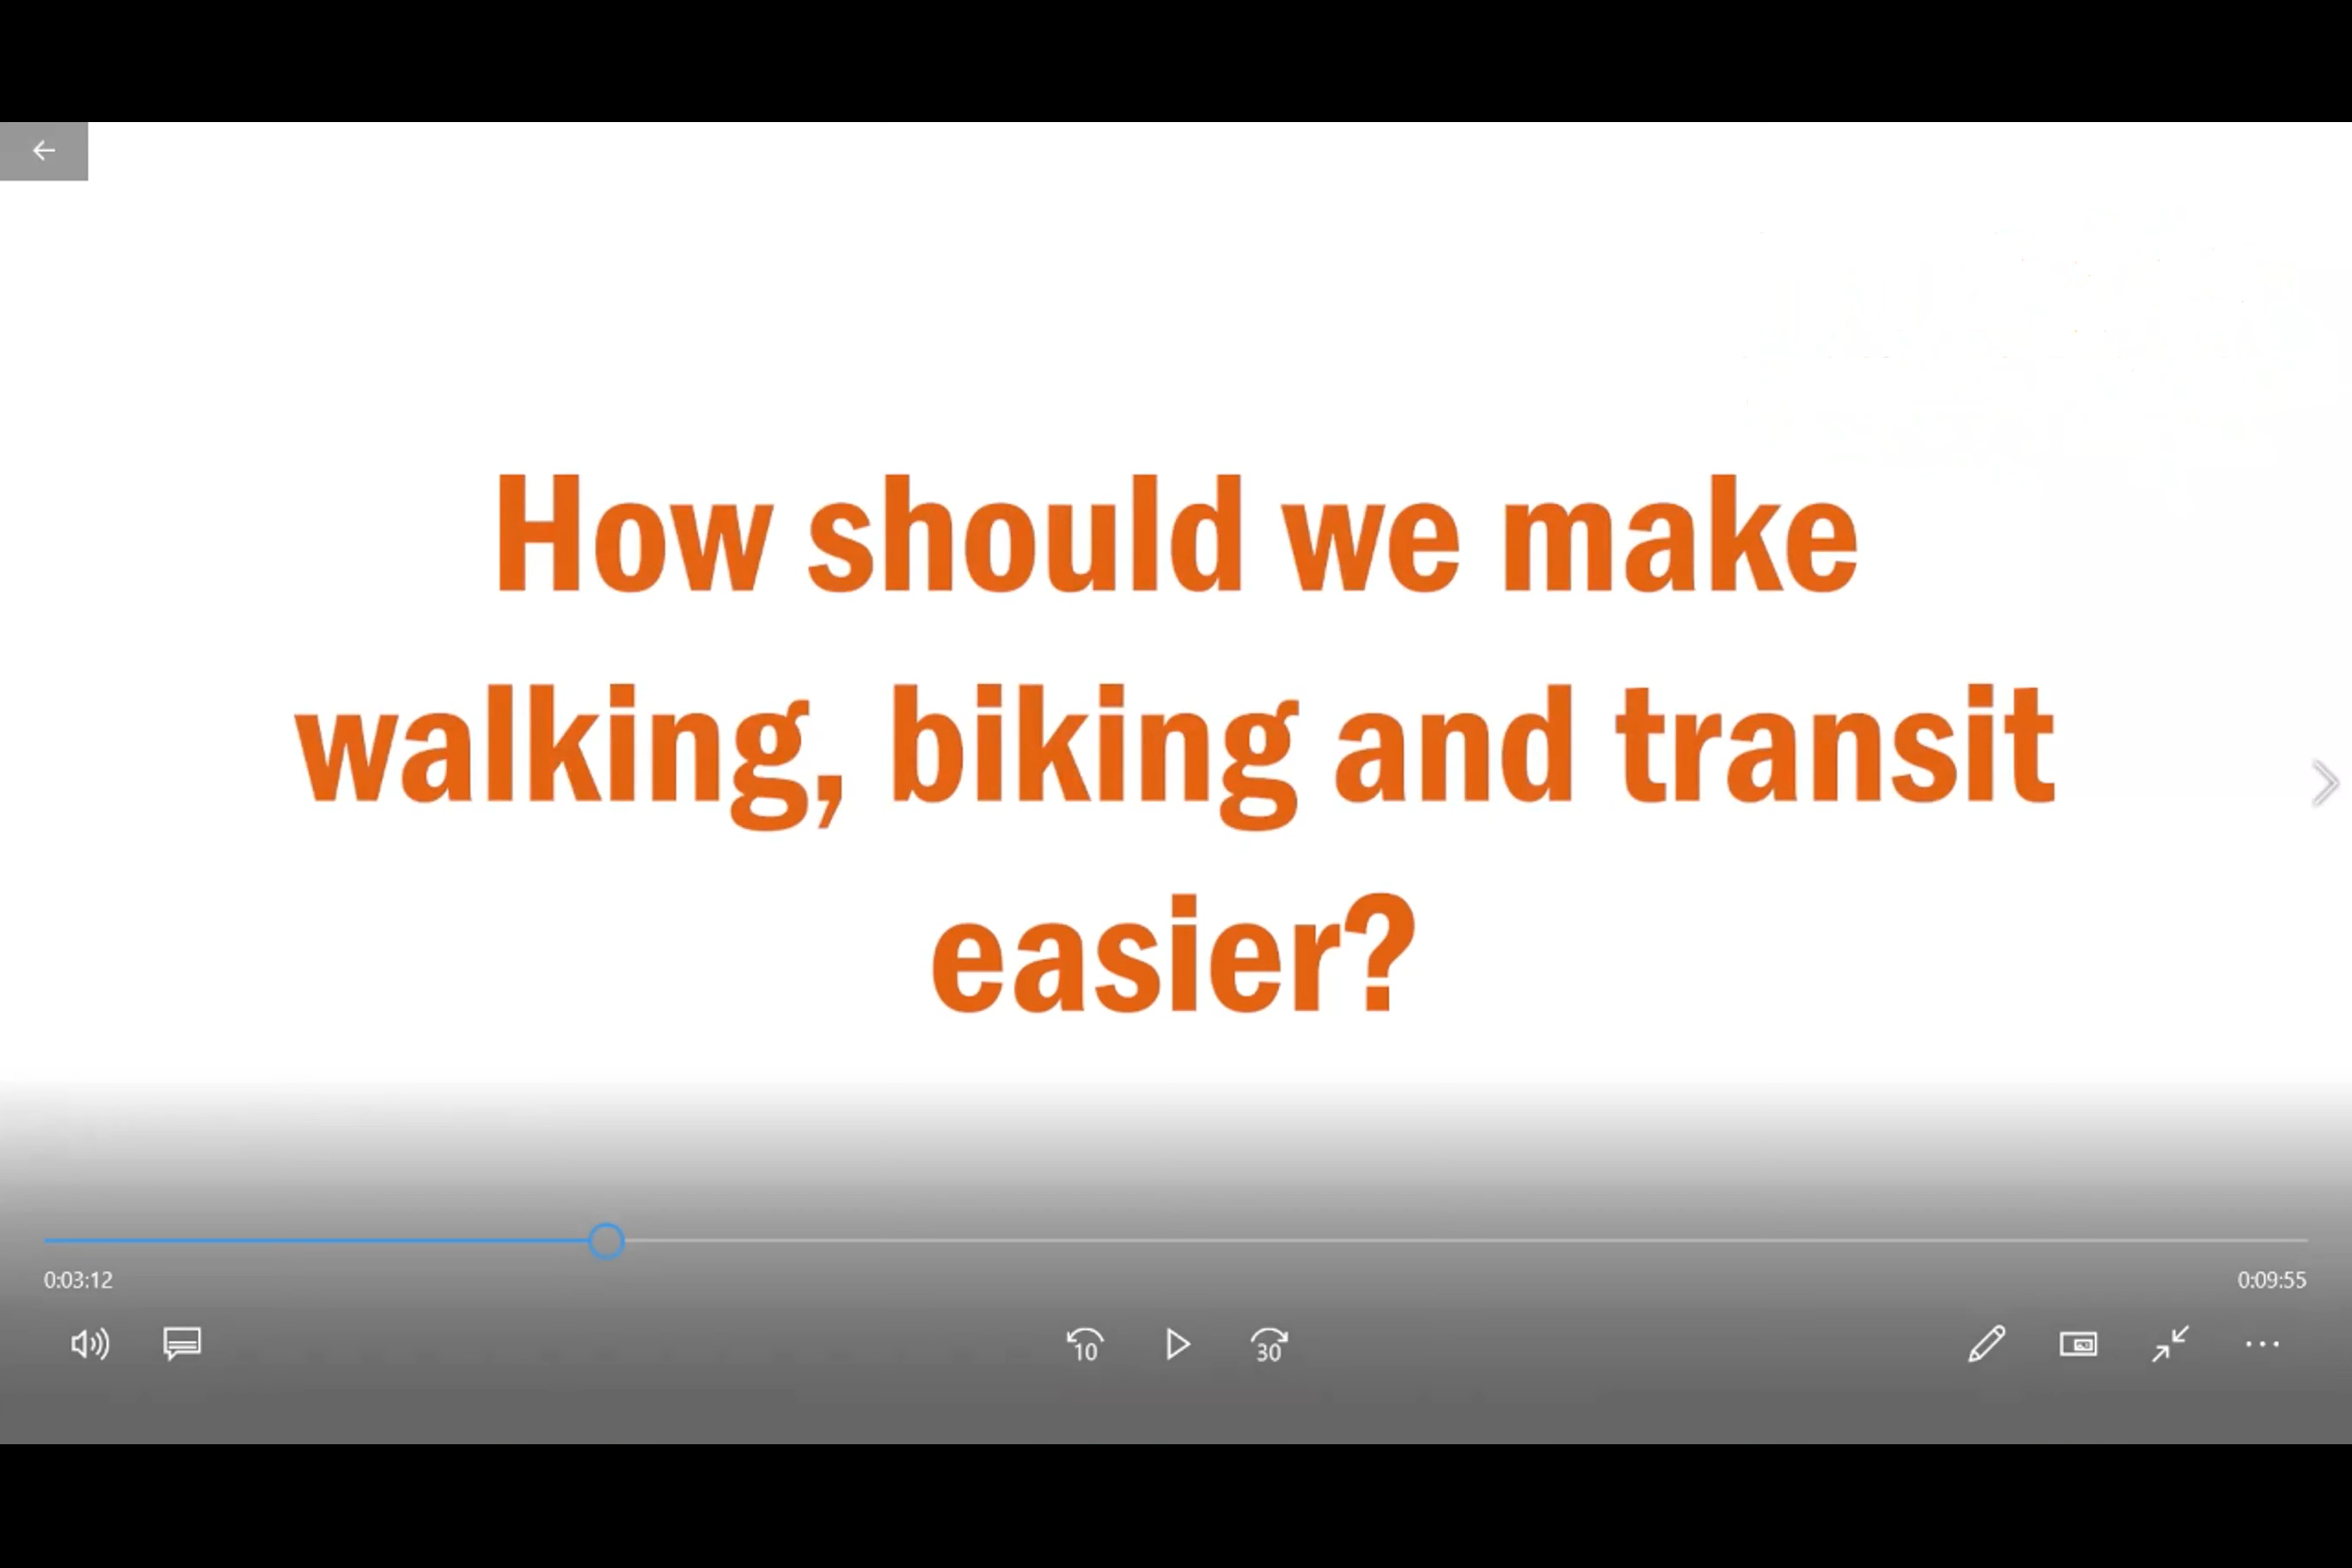 How should we make
walking, biking and transit
easier?
0:03:12
0:09:55
10
30